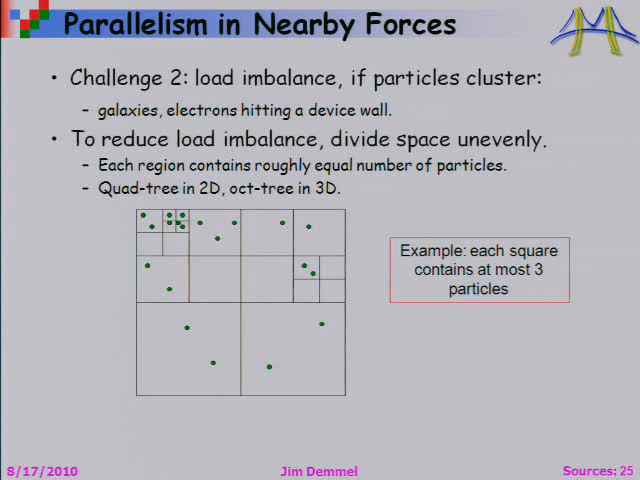 Parallelism in Nearby Forces
• Challenge 2: load imbalance, if particles cluster:
– galaxies, electrons hitting a device wall.
• To reduce load imbalance, divide space unevenly.
– Each region contains roughly equal number of particles.
– Quad-tree in 2D, oct-tree in 3D.
Example: each square
contains at most 3
particles
8/17/2010
Jim Demmel
Sources: 25